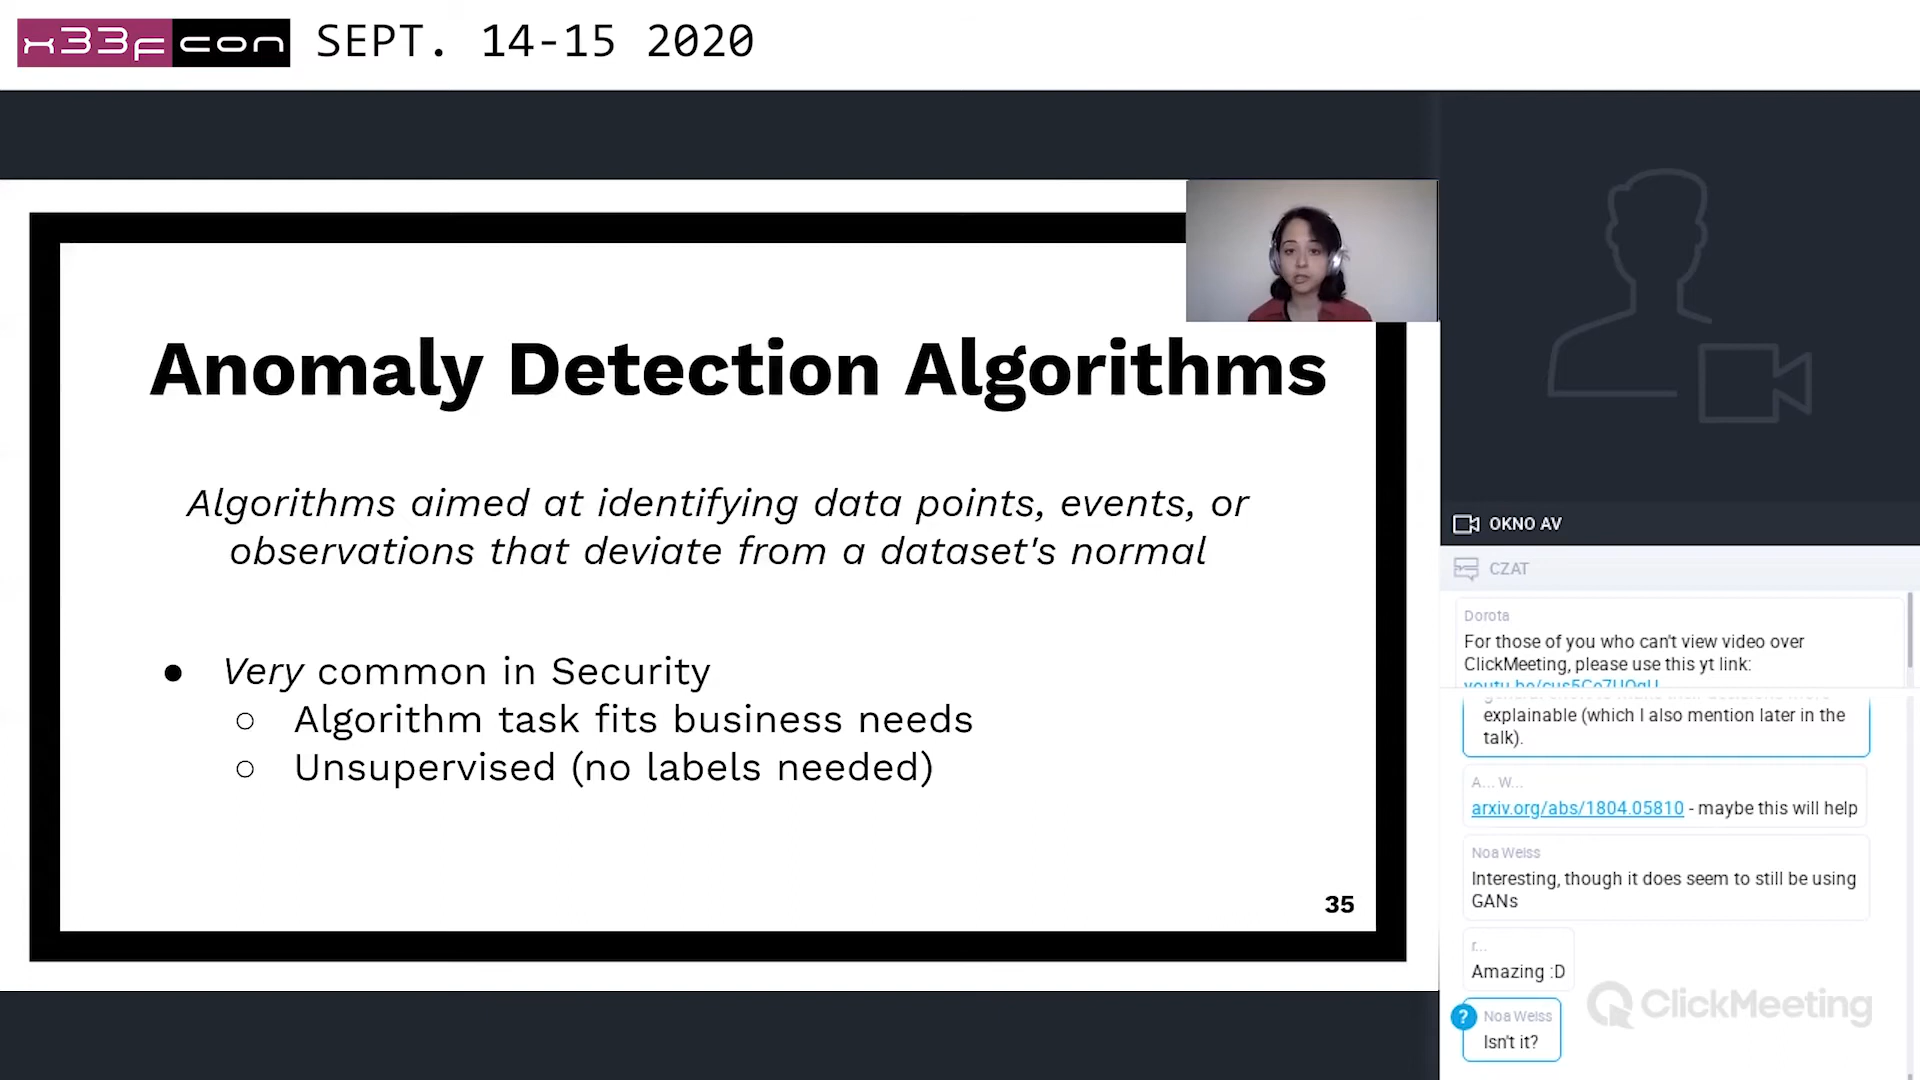 x33fcon SEPT. 14-15 2020
Anomaly Detection Algorithms
Algorithms aimed at identifying data points, events, or
observations that deviate from a dataset's normal
● Very common in Security
○ Algorithm task fits business needs
○ Unsupervised (no labels needed)
35
OKNO AV
CZAT
Dorota
For those of you who can't view video over
ClickMeeting, please use this yt link:
explainable (which I also mention later in the
talk).
A... W...
arxiv.org/abs/1804.05810 - maybe this will help
Noa Weiss
Interesting, though it does seem to still be using
GANs
r...
Amazing :D
ClickMeeting
? Noa Weiss
Isn't it?